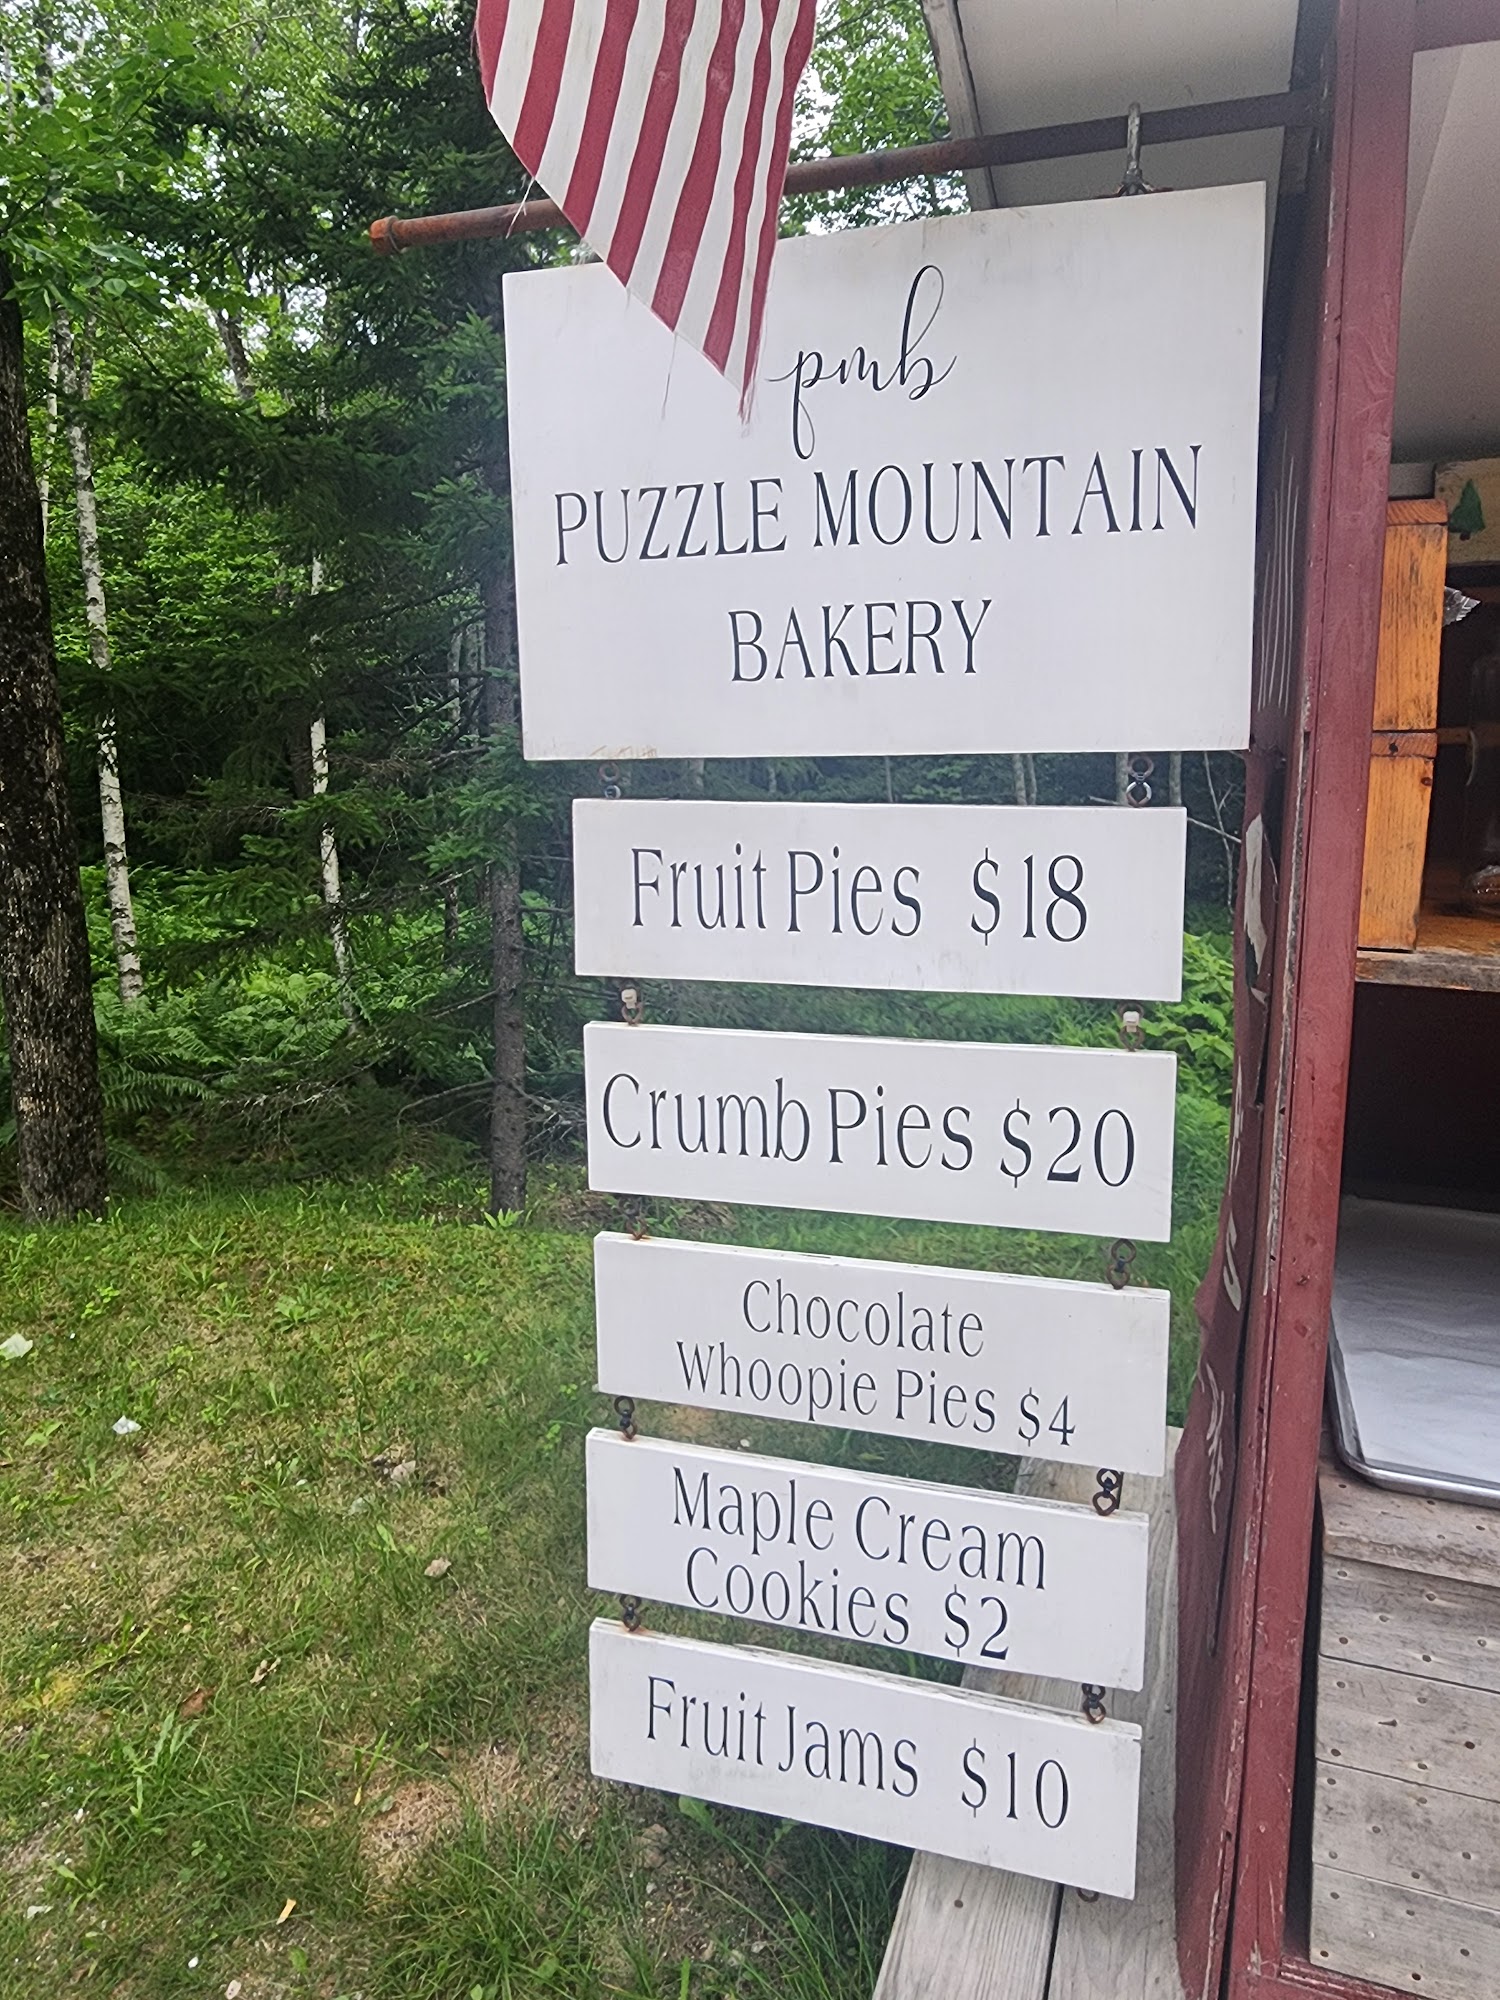 pmb
PUZZLE MOUNTAIN
BAKERY
Fruit Pies $18
Crumb Pies $20
Chocolate
Whoopie Pies $4
Maple Cream
Cookies $2
Fruit Jams $10